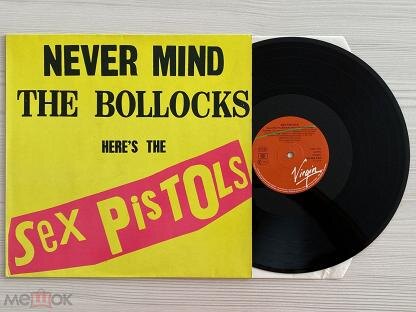 NEVER MIND
THE BOLLOCKS
HERE'S THE
Sex PisTOLS
Virgin
Мешок